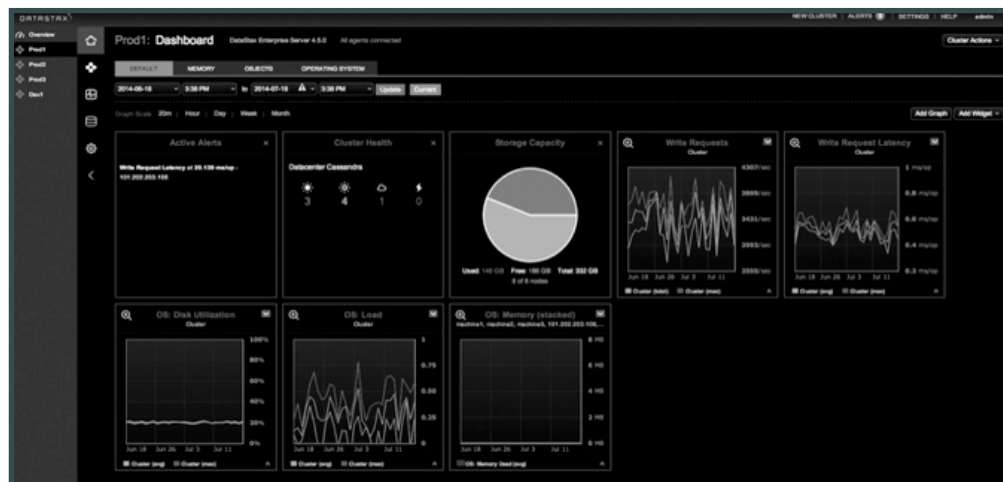 DATASTAX
NEW CLUSTER | ALERTS | SETTINGS | HELP admin
Overview
Prod1
Prod2
Prod3
Dev1
Prod1: Dashboard DataStax Enterprise Server 4.5.0 All agents connected
Cluster Actions
DEFAULT MEMORY OBJECTS OPERATING SYSTEM
2014-06-18 3:38 PM to 2014-07-18 3:38 PM Update Current
Graph Scale 20m | Hour | Day | Week | Month
Add Graph Add Widget
Active Alerts ×
Write Request Latency at 20.139 ms/op -
101.202.203.108
Cluster Health ×
Datacenter Cassandra
3 4 1 0
Storage Capacity ×
Used: 146 GB Free: 186 GB Total: 332 GB
8 of 8 nodes
Write Requests
Cluster
4307/sec
3869/sec
3431/sec
2993/sec
2555/sec
Jun 18 Jun 26 Jul 3 Jul 11
Cluster (total) Cluster (max)
Write Request Latency
Cluster
1 ms/op
0.8 ms/op
0.6 ms/op
0.4 ms/op
0.2 ms/op
Jun 18 Jun 26 Jul 3 Jul 11
Cluster (avg) Cluster (max)
OS: Disk Utilization
Cluster
100%
80%
60%
40%
20%
0%
Jun 18 Jun 26 Jul 3 Jul 11
Cluster (avg) Cluster (max)
OS: Load
Cluster
1
0.75
0.50
0.25
0
Jun 18 Jun 26 Jul 3 Jul 11
Cluster (avg) Cluster (max)
OS: Memory (stacked)
machine1, machine2, machine3, 101.202.203.108,...
8 MB
6 MB
4 MB
2 MB
0 MB
Jun 18 Jun 26 Jul 3 Jul 11
OS: Memory Used (avg)